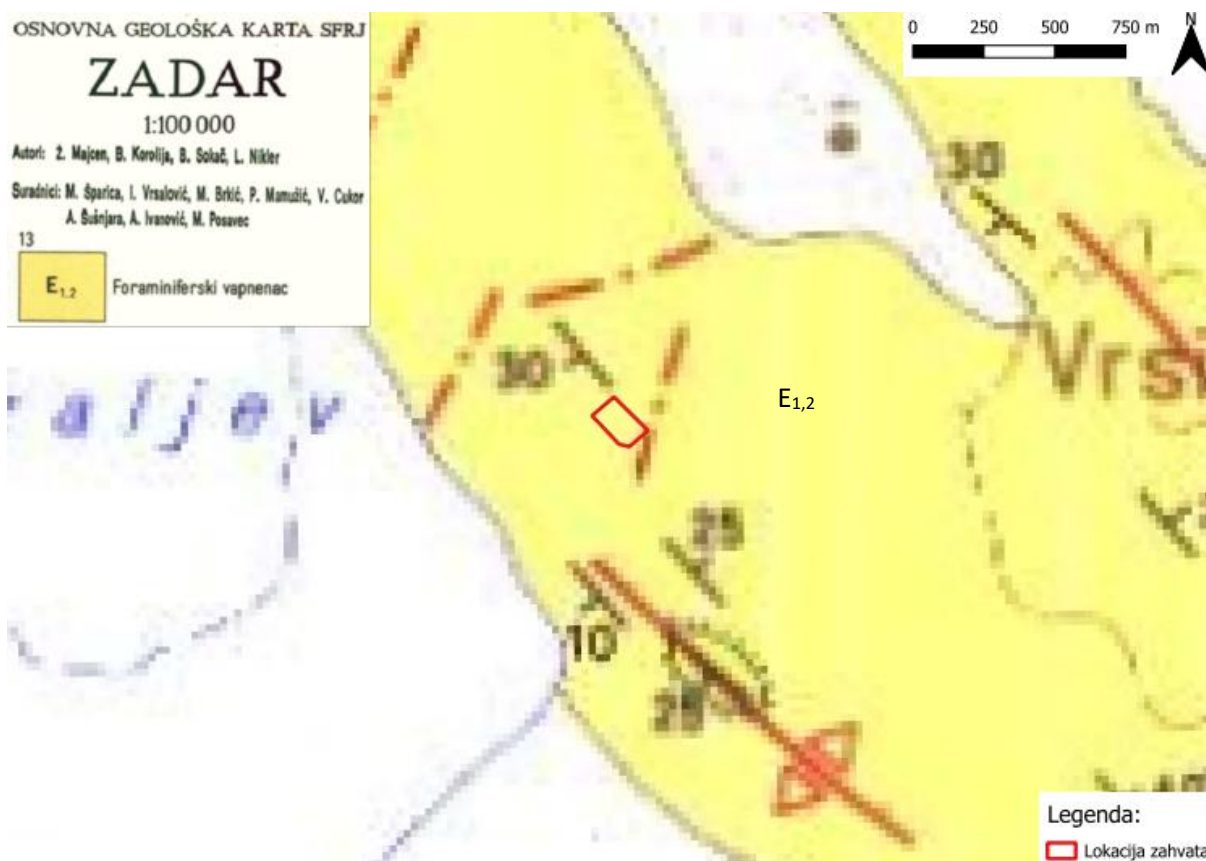 OSNOVNA GEOLOŠKA KARTA SFRJ
ZADAR
1:100 000
Autori: Ž. Majcen, B. Korolija, B. Sokač, L. Nikler
Suradnici: M. Šparica, I. Vrsalović, M. Brkić, P. Mamužić, V. Cukor
A. Šušnjara, A. Ivanović, M. Posavec
13
E1,2 Foraminiferski vapnenac
0 250 500 750 m
N
30
30
E1,2
25
10
25
Legenda:
Lokacija zahvata